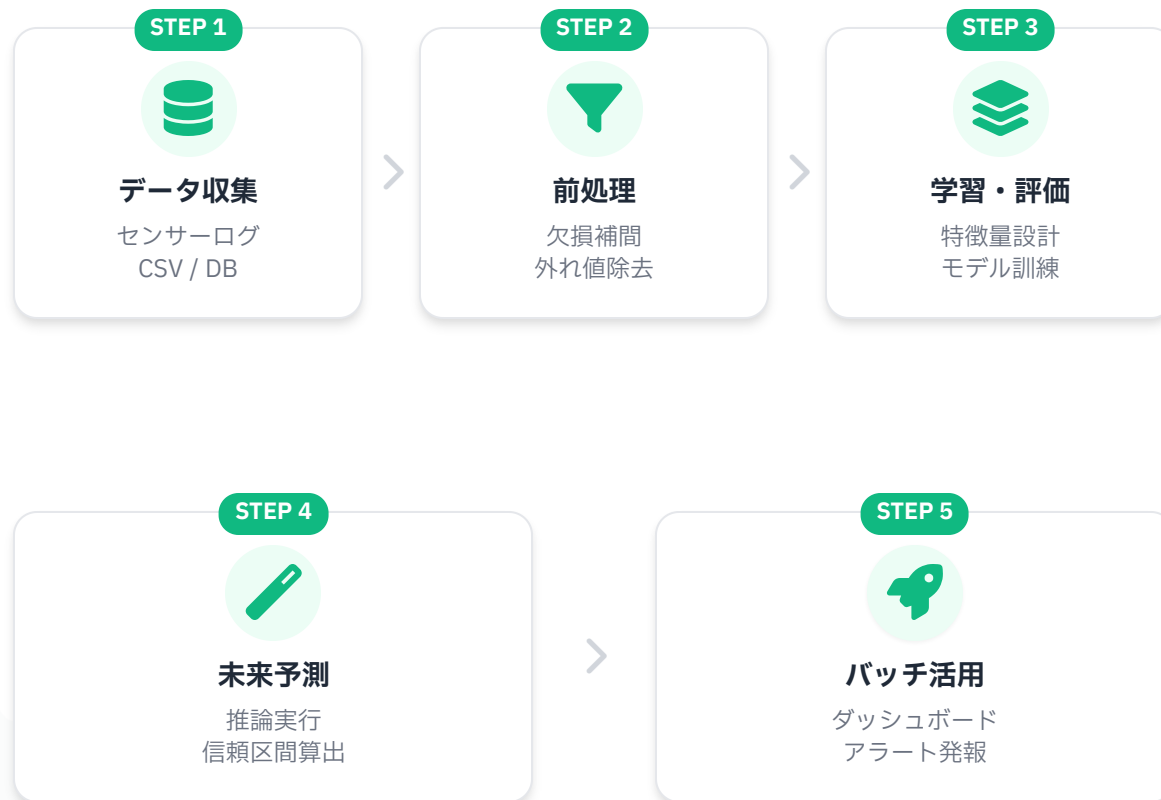 STEP 1
データ収集
センサーログ
CSV / DB
STEP 2
前処理
欠損補間
外れ値除去
STEP 3
学習・評価
特徴量設計
モデル訓練
STEP 4
未来予測
推論実行
信頼区間算出
STEP 5
バッチ活用
ダッシュボード
アラート発報